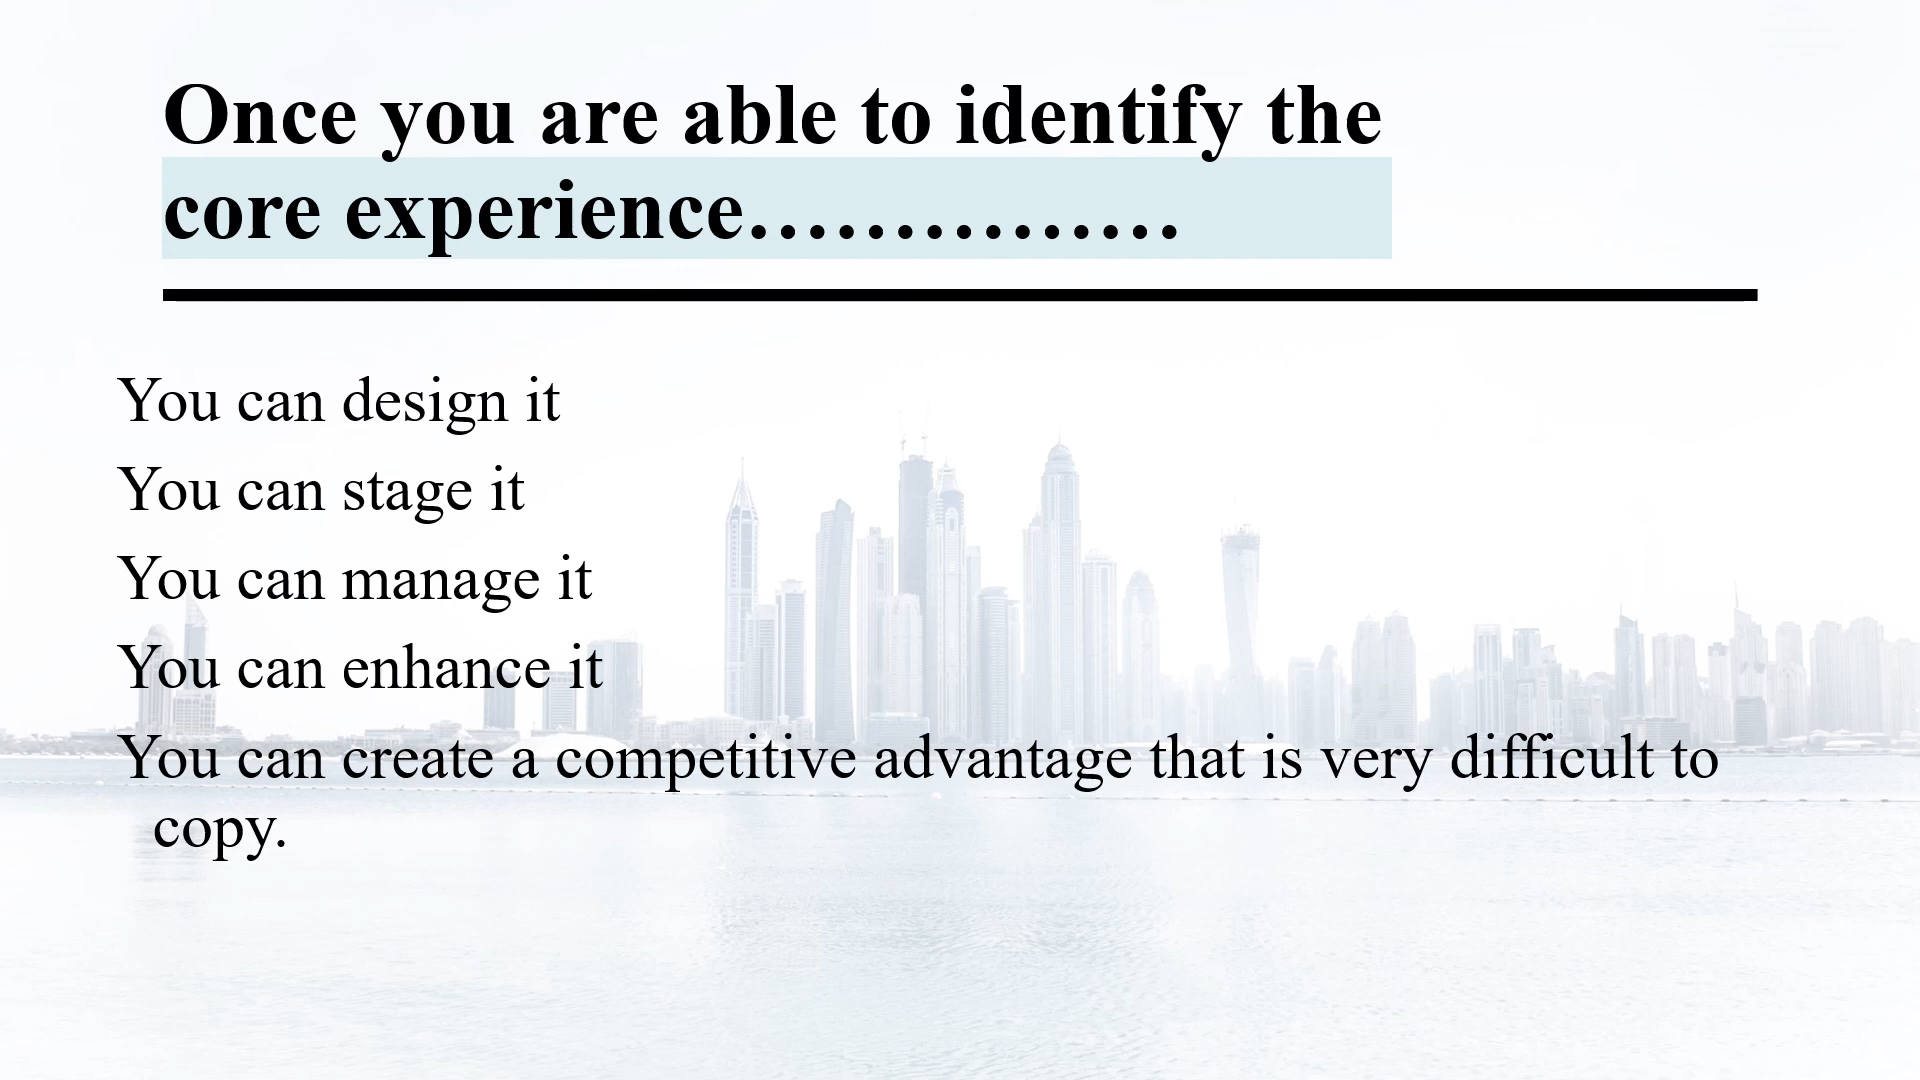 Once you are able to identify the
core experience……………
You can design it
You can stage it
You can manage it
You can enhance it
You can create a competitive advantage that is very difficult to
copy.